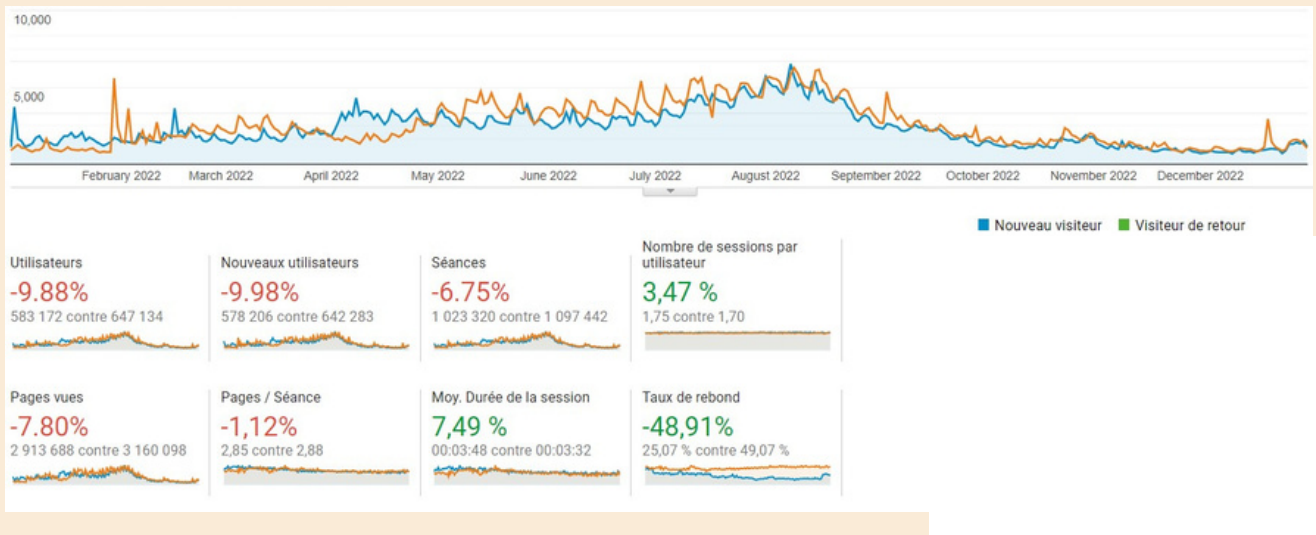 10,000
5,000
February 2022 March 2022 April 2022 May 2022 June 2022 July 2022 August 2022 September 2022 October 2022 November 2022 December 2022
Nouveau visiteur Visiteur de retour
Utilisateurs
-9.88%
583 172 contre 647 134
Nouveaux utilisateurs
-9.98%
578 206 contre 642 283
Séances
-6.75%
1 023 320 contre 1 097 442
Nombre de sessions par
utilisateur
3,47 %
1,75 contre 1,70
Pages vues
-7.80%
2 913 688 contre 3 160 098
Pages / Séance
-1,12%
2,85 contre 2,88
Moy. Durée de la session
7,49 %
00:03:48 contre 00:03:32
Taux de rebond
-48,91%
25,07 % contre 49,07 %